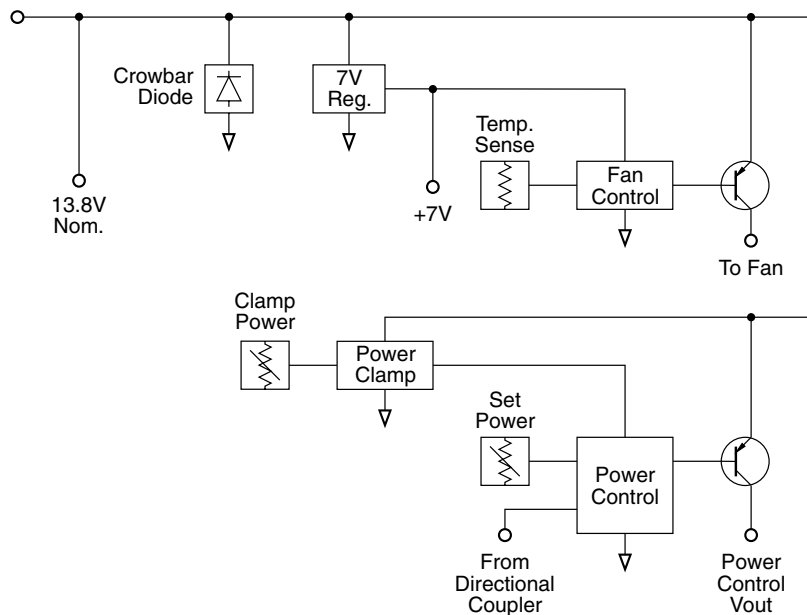 Crowbar
Diode
7V
Reg.
Temp.
Sense
Fan
Control
13.8V
Nom.
+7V
To Fan
Clamp
Power
Power
Clamp
Set
Power
Power
Control
From
Directional
Coupler
Power
Control
Vout